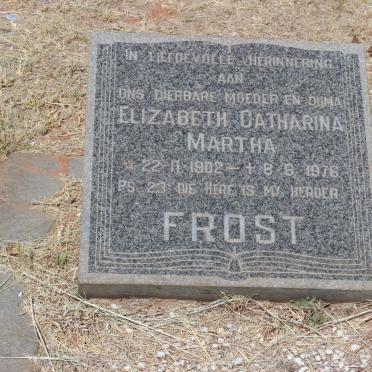 IN LIEFDEVOLLE HERINNERING
AAN
ONS DIERBARE MOEDER EN OUMA
ELIZABETH CATHARINA
MARTHA
* 22·11·1902 – † 8·6·1976
PS. 23 DIE HERE IS MY HERDER
FROST